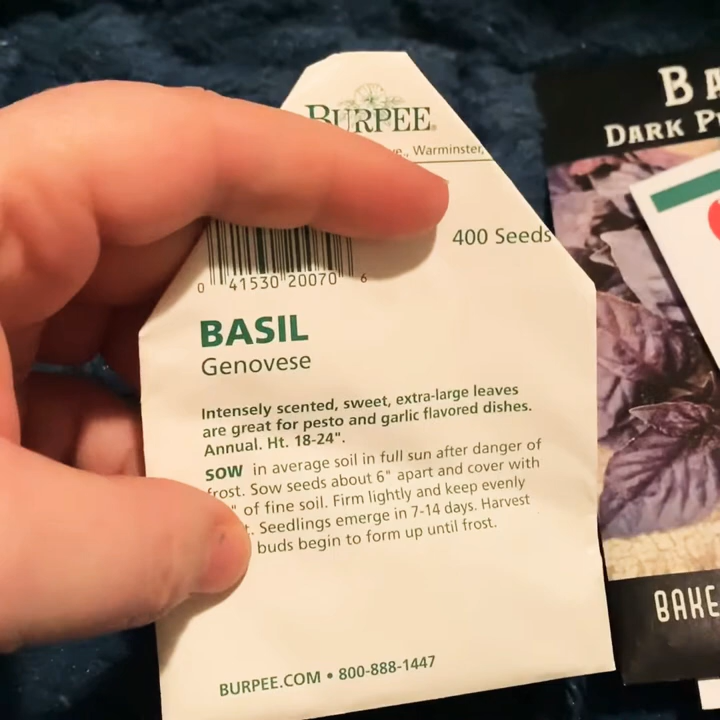 BURPEE
Warminster,
400 Seeds
0 41530 20070 6
BASIL
Genovese
Intensely scented, sweet, extra-large leaves
are great for pesto and garlic flavored dishes.
Annual. Ht. 18-24".
SOW in average soil in full sun after danger of
frost. Sow seeds about 6" apart and cover with
of fine soil. Firm lightly and keep evenly
Seedlings emerge in 7-14 days. Harvest
buds begin to form up until frost.
BURPEE.COM • 800-888-1447
BA
DARK P
BAKE